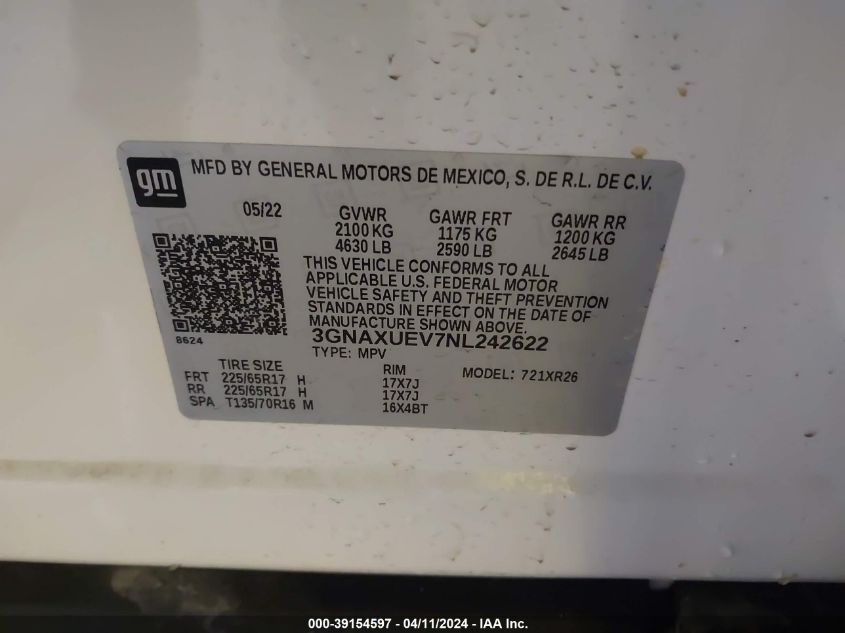 gm
MFD BY GENERAL MOTORS DE MEXICO, S. DE R.L. DE C.V.
05/22 GVWR GAWR FRT GAWR RR
2100 KG 1175 KG 1200 KG
4630 LB 2590 LB 2645 LB
THIS VEHICLE CONFORMS TO ALL
APPLICABLE U.S. FEDERAL MOTOR
VEHICLE SAFETY AND THEFT PREVENTION
STANDARDS IN EFFECT ON THE DATE OF
MANUFACTURE SHOWN ABOVE.
8624 3GNAXUEV7NL242622
TYPE: MPV
TIRE SIZE RIM MODEL: 721XR26
FRT 225/65R17 H 17X7J
RR 225/65R17 H 17X7J
SPA T135/70R16 M 16X4BT
000-39154597 - 04/11/2024 - IAA Inc.